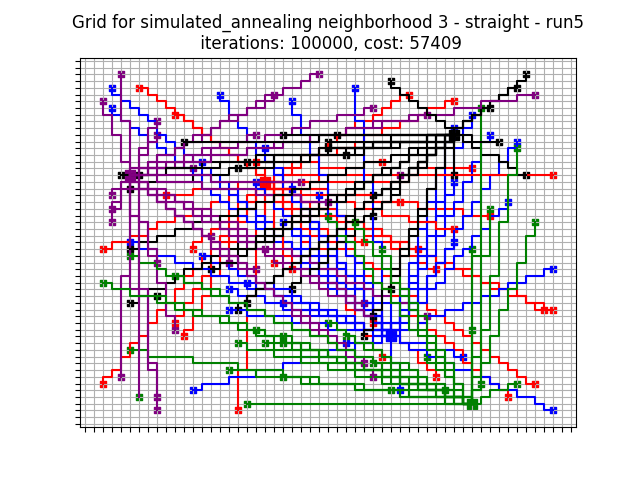 Grid for simulated_annealing neighborhood 3 - straight - run5
iterations: 100000, cost: 57409